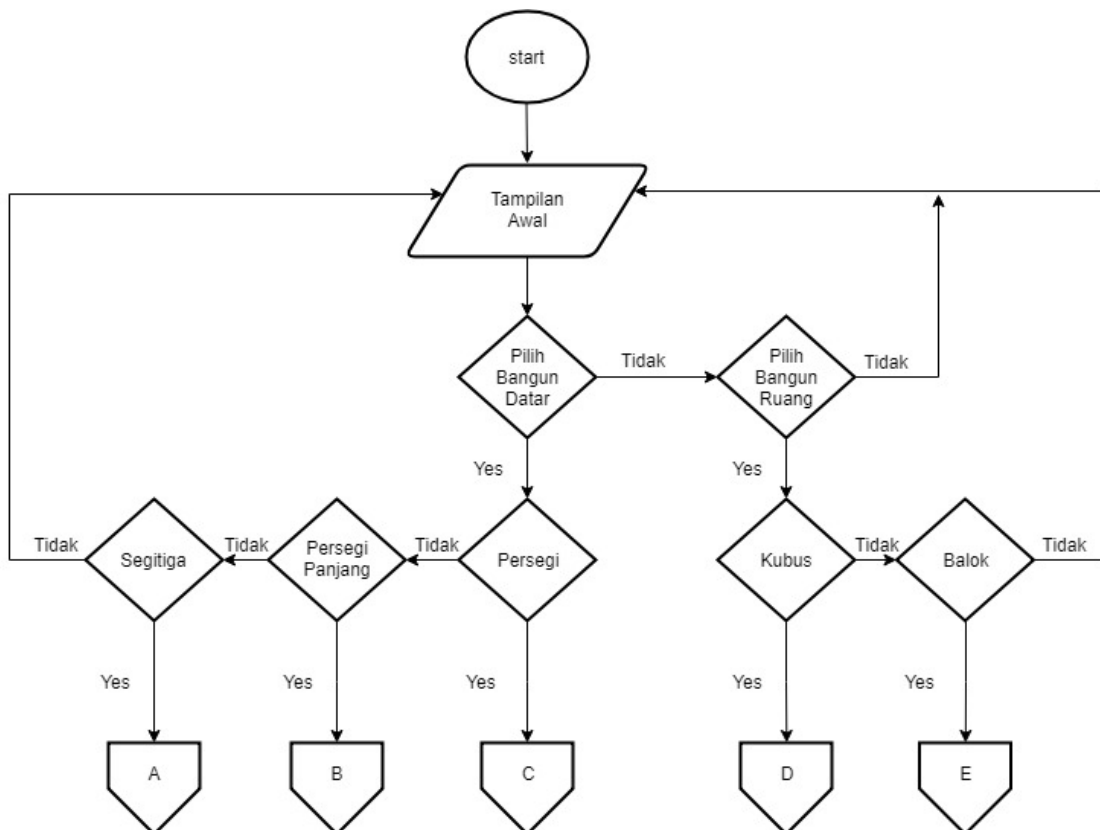 start
Tampilan
Awal
Pilih
Bangun
Datar
Tidak
Pilih
Bangun
Ruang
Tidak
Yes
Yes
Tidak
Segitiga
Tidak
Persegi
Panjang
Tidak
Persegi
Kubus
Tidak
Balok
Tidak
Yes
Yes
Yes
Yes
Yes
A
B
C
D
E